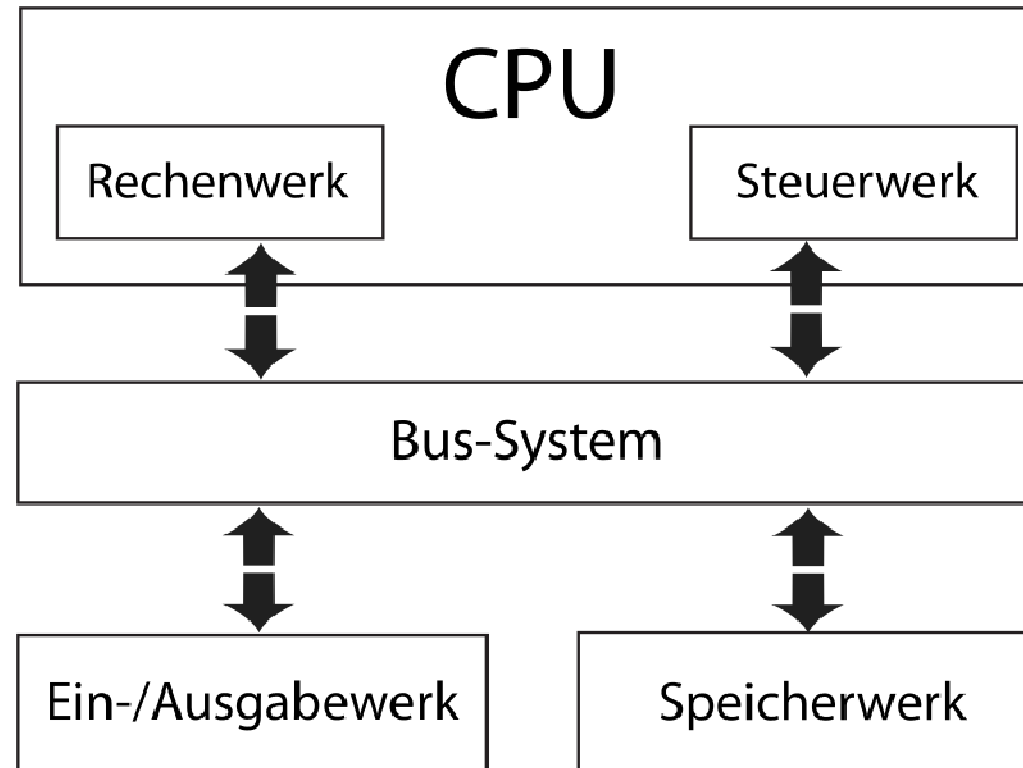 CPU
Rechenwerk
Steuerwerk
Bus-System
Ein-/Ausgabewerk
Speicherwerk